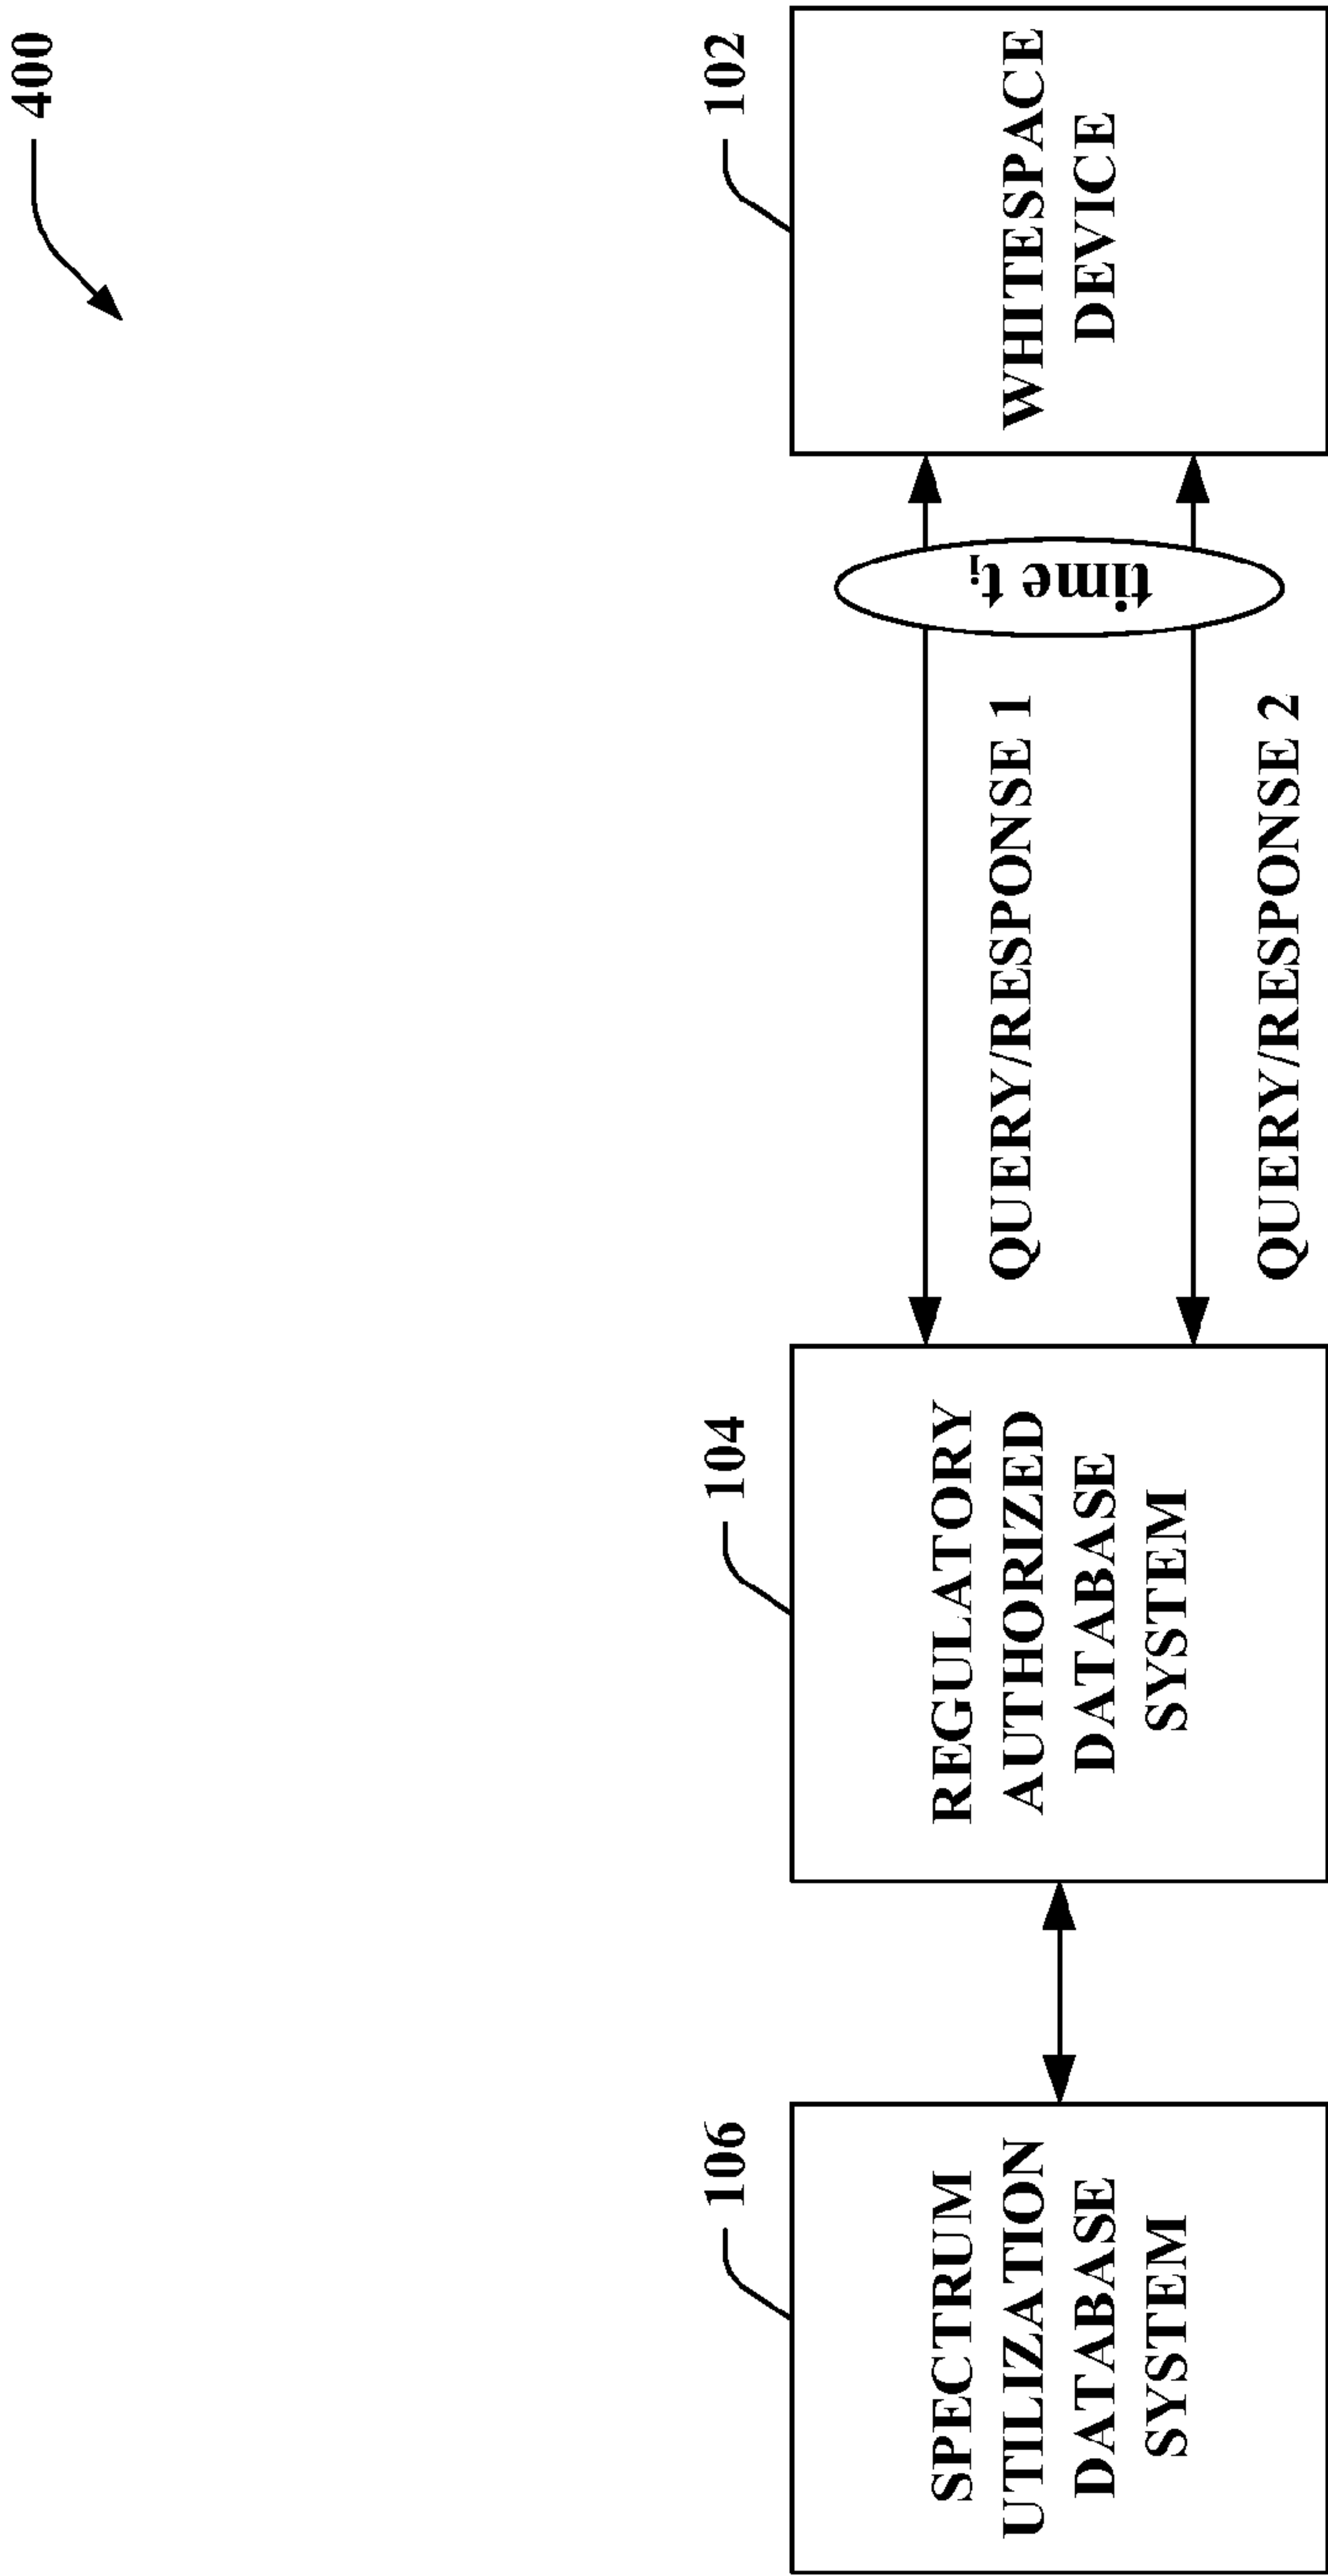 400
106
SPECTRUM
UTILIZATION
DATABASE
SYSTEM
104
REGULATORY
AUTHORIZED
DATABASE
SYSTEM
QUERY/RESPONSE 1
QUERY/RESPONSE 2
time ti
102
WHITESPACE
DEVICE